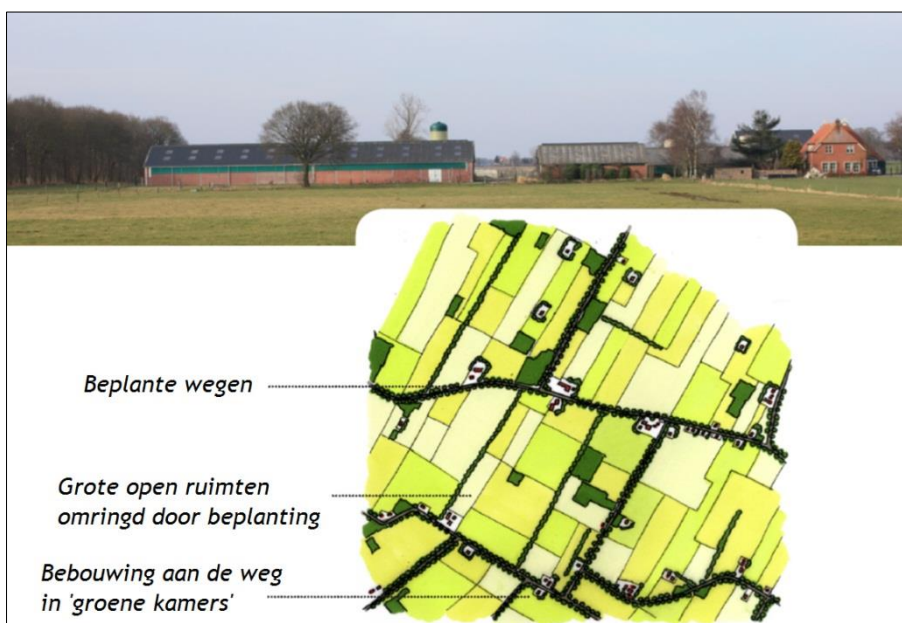 Beplante wegen
Grote open ruimten
omringd door beplanting
Bebouwing aan de weg
in 'groene kamers'